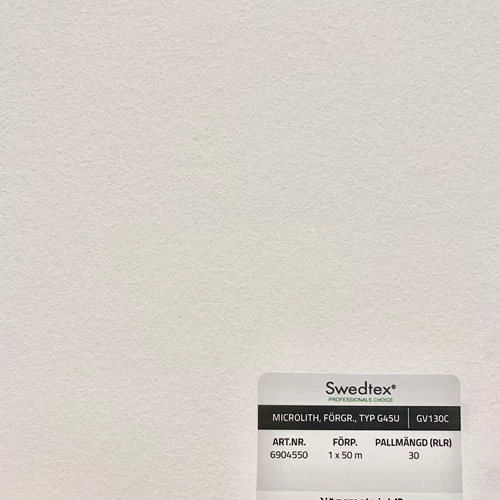 Swedtex®
PROFESSIONALS CHOICE
MICROLITH, FÖRGR., TYP G45U GV130C
ART.NR. FÖRP. PALLMÄNGD (RLR)
6904550 1 x 50 m 30